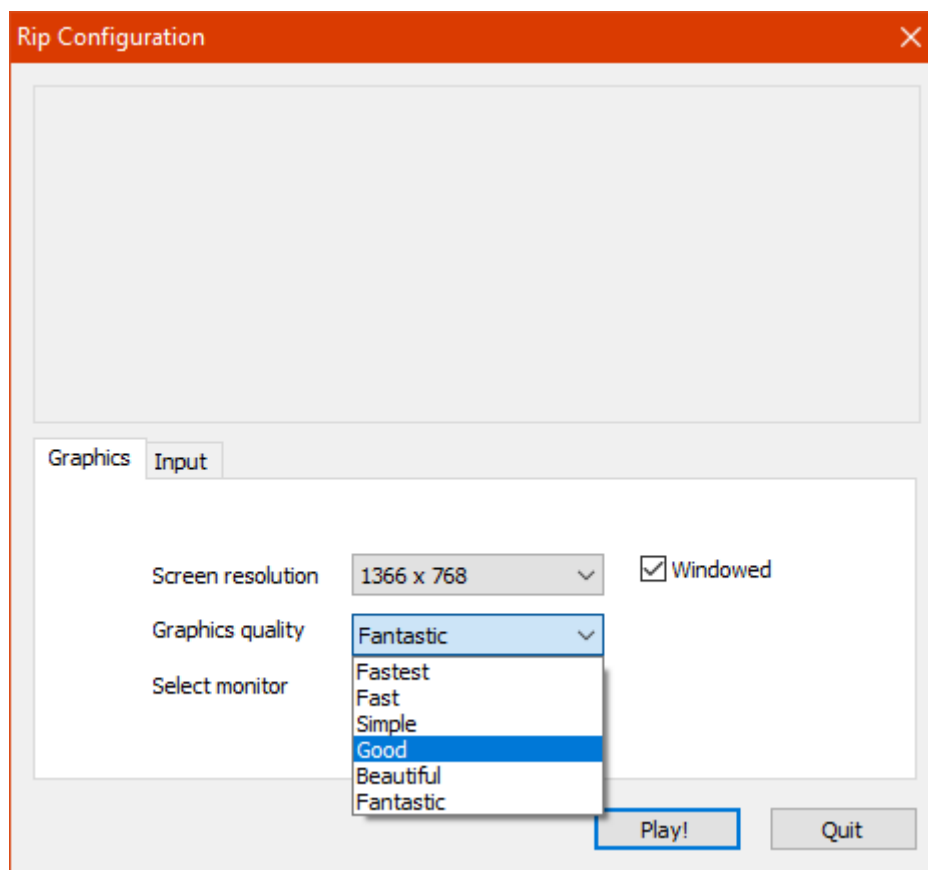 Rip Configuration
Graphics
Input
Screen resolution
1366 x 768
Windowed
Graphics quality
Fantastic
Select monitor
Fastest
Fast
Simple
Good
Beautiful
Fantastic
Play!
Quit